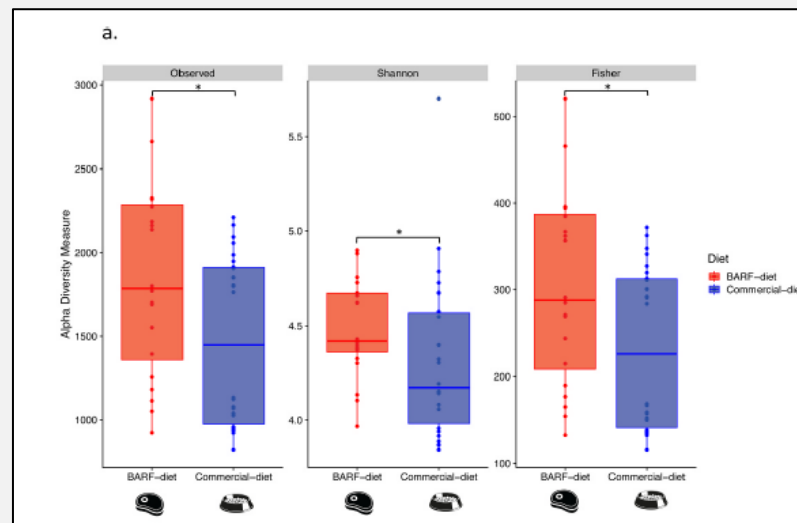 a.
Observed
Shannon
Fisher
*
*
*
Alpha Diversity Measure
3000
2500
2000
1500
1000
5.5
5.0
4.5
4.0
500
400
300
200
100
Diet
BARF-diet
Commercial-die
BARF-diet Commercial-diet
BARF-diet Commercial-diet
BARF-diet Commercial-diet